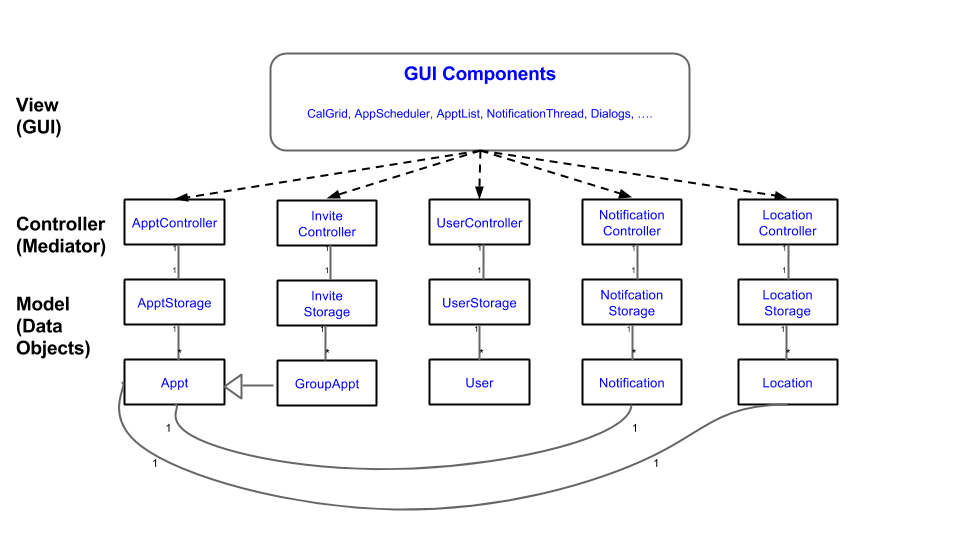 GUI Components
View
(GUI)
CalGrid, AppScheduler, ApptList, NotificationThread, Dialogs, ....
Controller
(Mediator)
ApptController
Invite
Controller
UserController
Notification
Controller
Location
Controller
1
1
1
1
1
1
1
1
1
1
Model
(Data
Objects)
ApptStorage
Invite
Storage
UserStorage
Notifcation
Storage
Location
Storage
1
1
1
1
1
*
*
*
*
*
Appt
GroupAppt
User
Notification
Location
1
1
1
1